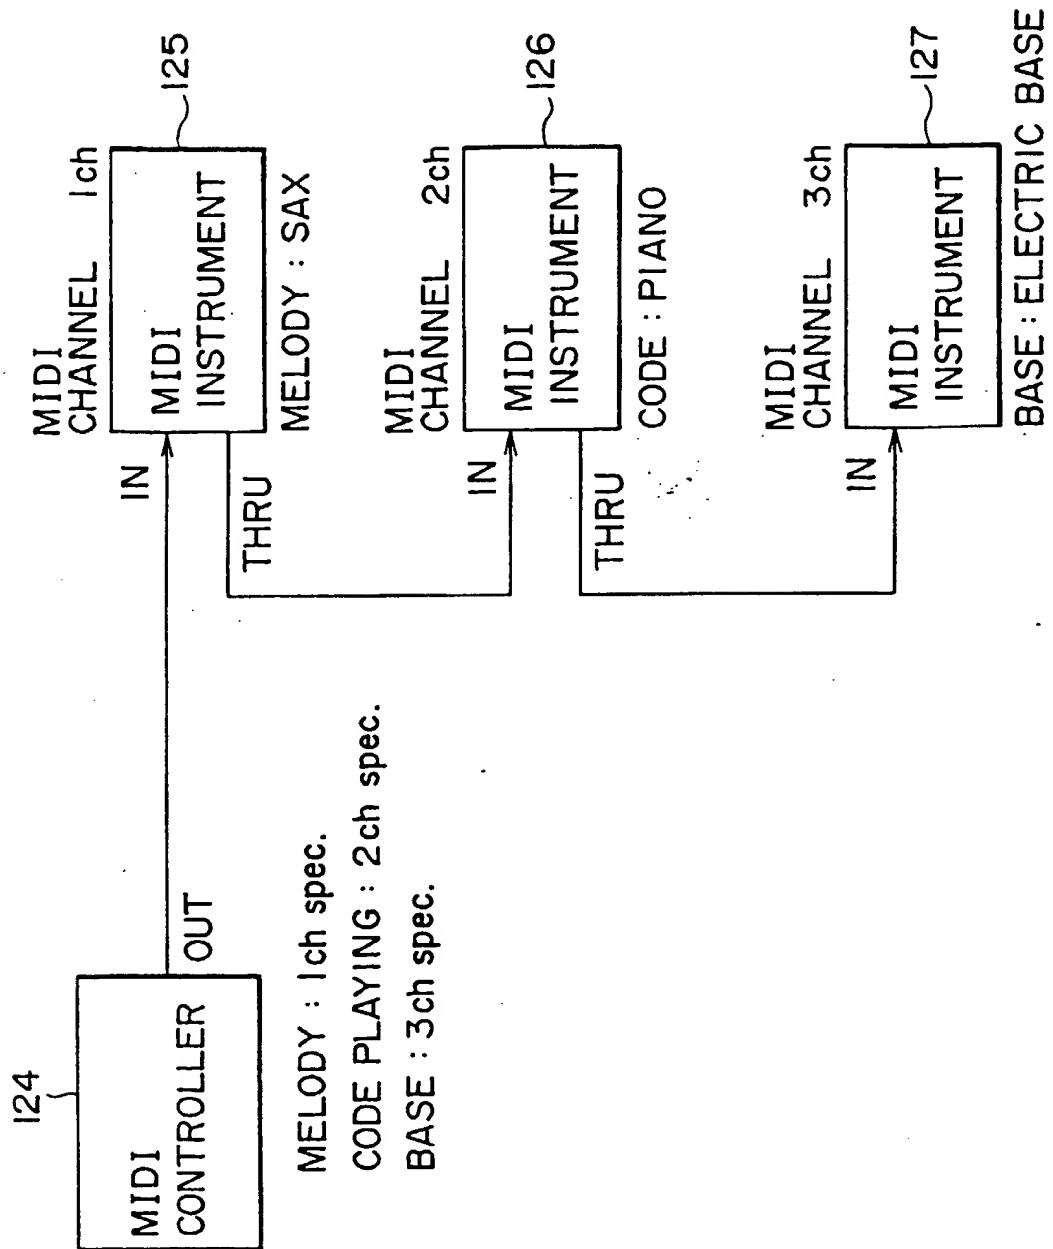 124
MIDI
CONTROLLER
OUT
MELODY : 1ch spec.
CODE PLAYING : 2ch spec.
BASE : 3ch spec.
IN
THRU
MIDI
CHANNEL 1ch
MIDI
INSTRUMENT
125
MELODY : SAX
IN
THRU
MIDI
CHANNEL 2ch
MIDI
INSTRUMENT
126
CODE : PIANO
IN
MIDI
CHANNEL 3ch
MIDI
INSTRUMENT
127
BASE : ELECTRIC BASE